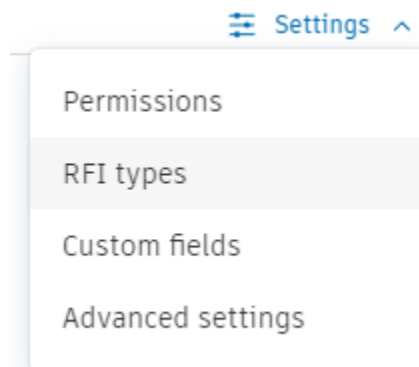 Settings
Permissions
RFI types
Custom fields
Advanced settings